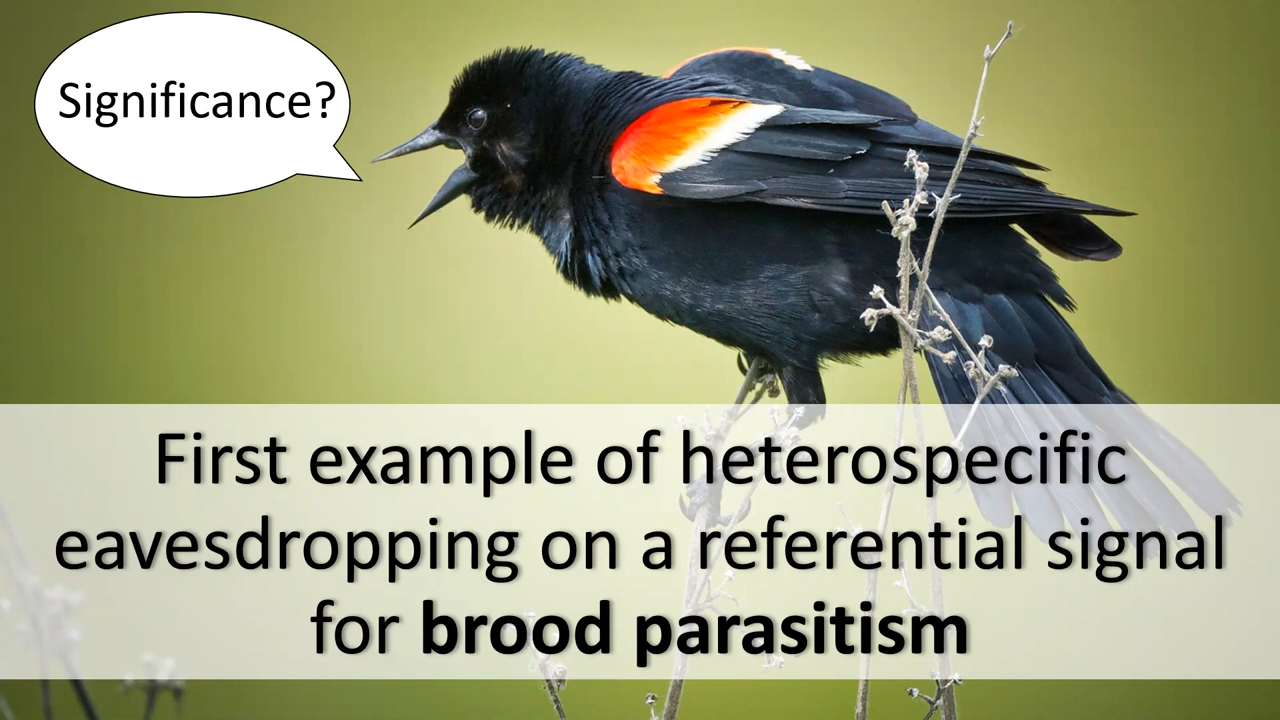 Significance?
First example of heterospecific
eavesdropping on a referential signal
for brood parasitism